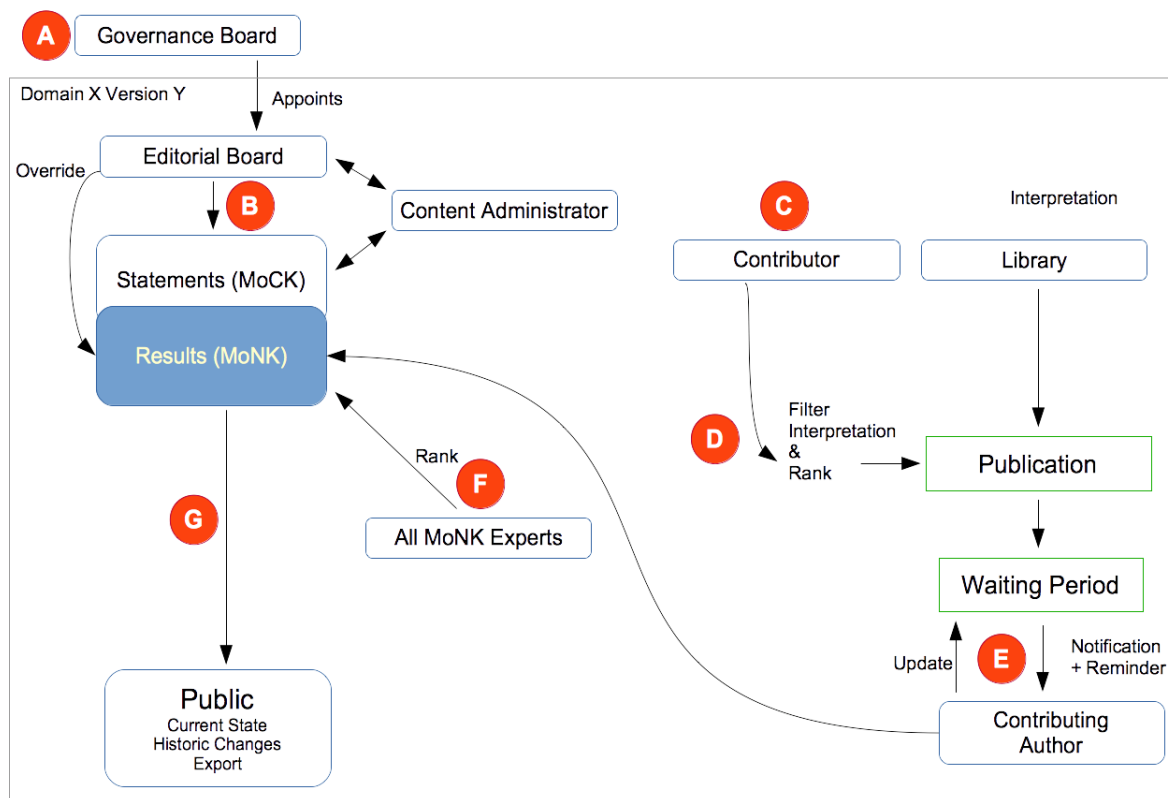 A
Governance Board
Domain X Version Y
Appoints
Editorial Board
Override
B
Content Administrator
Statements (MoCK)
Results (MoNK)
C
Interpretation
Contributor
Library
D
Filter
Interpretation
&
Rank
Publication
Rank
F
All MoNK Experts
G
Waiting Period
Update
E
Notification
+ Reminder
Contributing
Author
Public
Current State
Historic Changes
Export